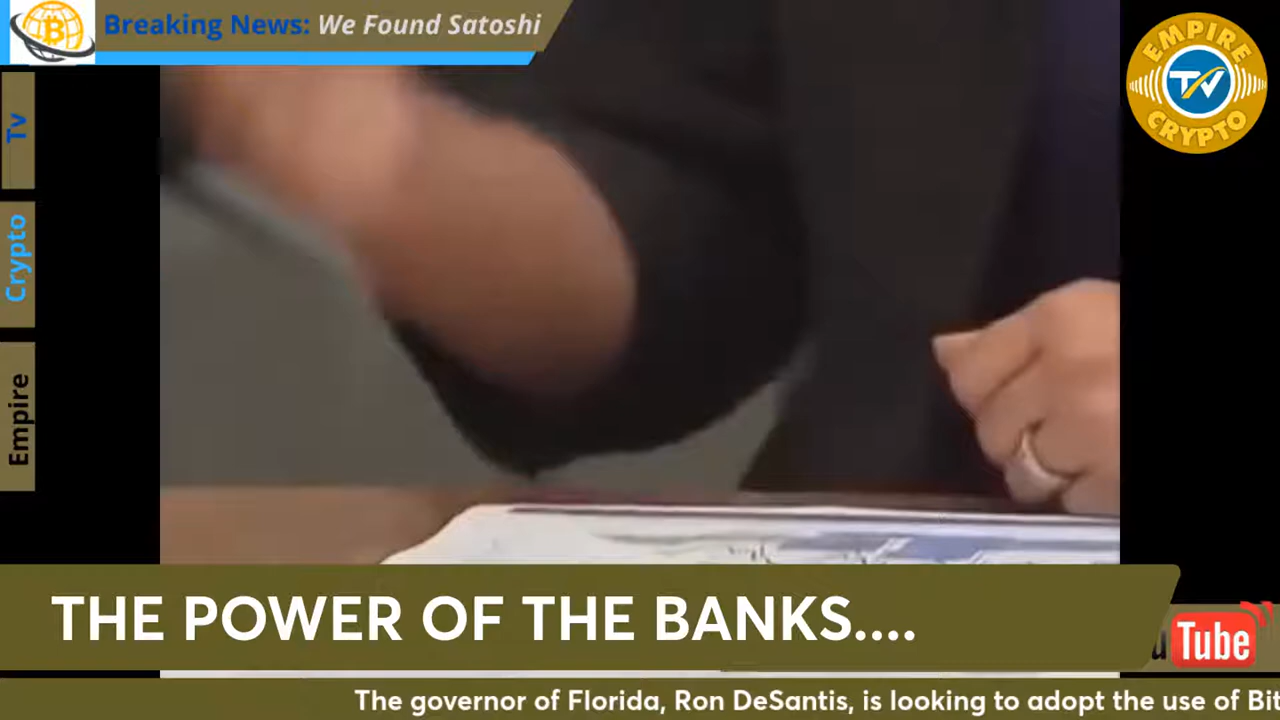 Breaking News: We Found Satoshi
EMPIRE
TV
CRYPTO
Tv
Crypto
Empire
THE POWER OF THE BANKS....
Tube
The governor of Florida, Ron DeSantis, is looking to adopt the use of Bit